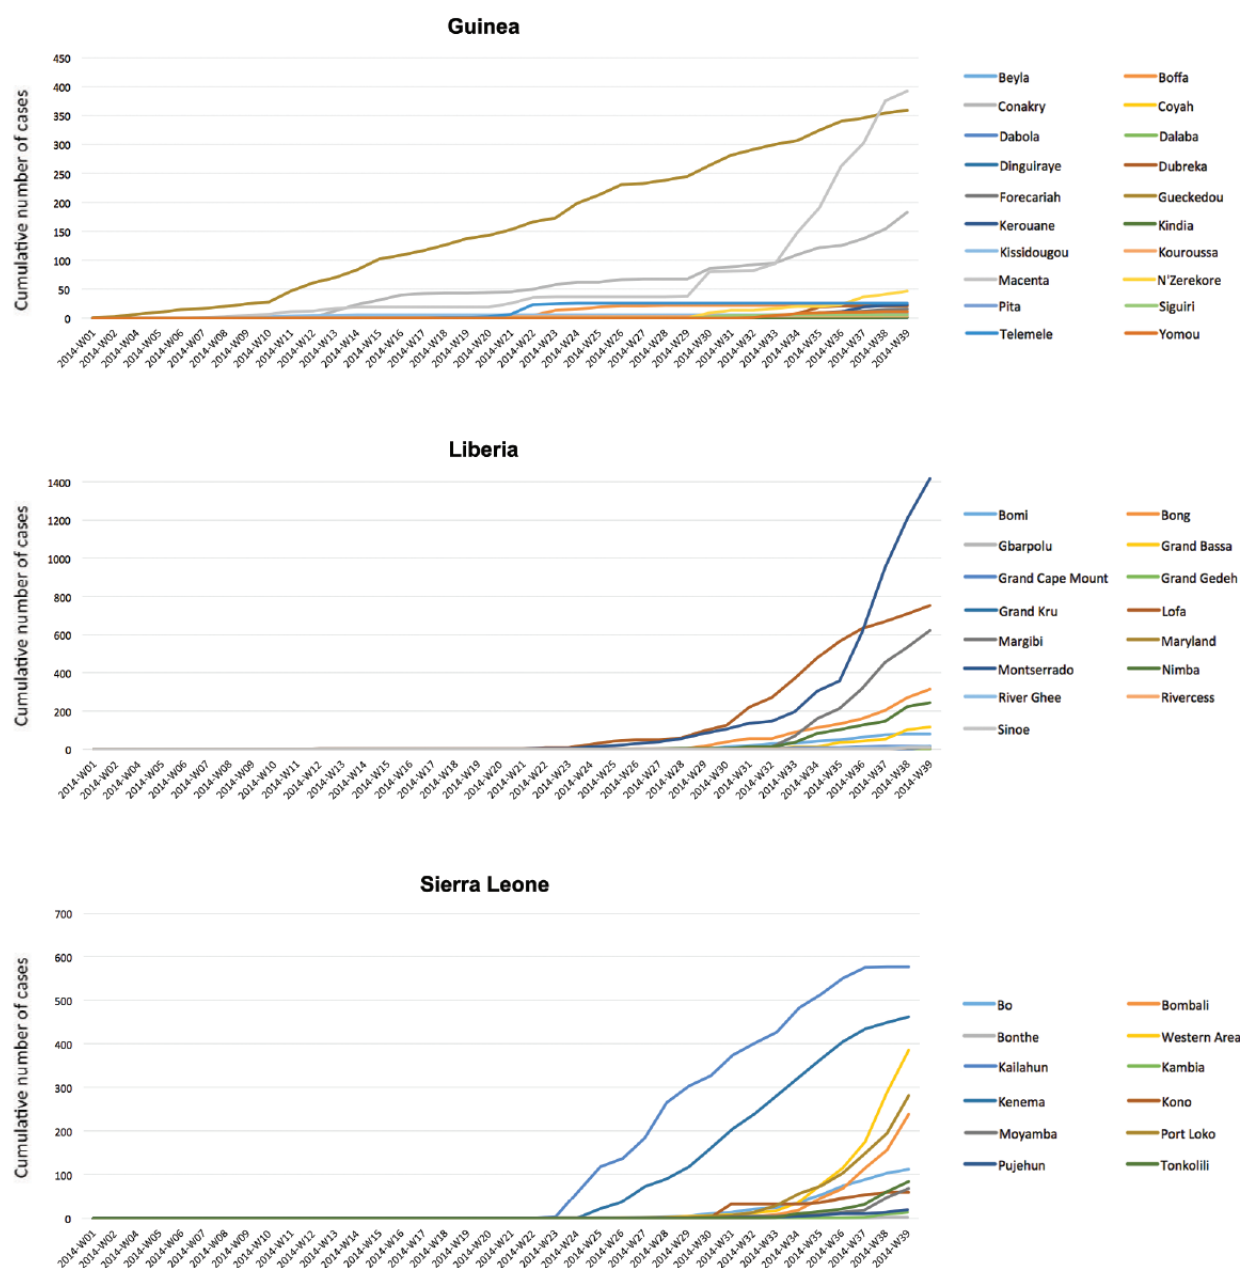 Guinea
Cumulative number of cases
450
400
350
300
250
200
150
100
50
0
2014-W01
2014-W02
2014-W04
2014-W05
2014-W06
2014-W07
2014-W08
2014-W09
2014-W10
2014-W11
2014-W12
2014-W13
2014-W14
2014-W15
2014-W16
2014-W17
2014-W18
2014-W19
2014-W20
2014-W21
2014-W22
2014-W23
2014-W24
2014-W25
2014-W26
2014-W27
2014-W28
2014-W29
2014-W30
2014-W31
2014-W32
2014-W33
2014-W34
2014-W35
2014-W36
2014-W37
2014-W38
2014-W39
Beyla Boffa
Conakry Coyah
Dabola Dalaba
Dinguiraye Dubreka
Forecariah Gueckedou
Kerouane Kindia
Kissidougou Kouroussa
Macenta N'Zerekore
Pita Siguiri
Telemele Yomou
Liberia
Cumulative number of cases
1400
1200
1000
800
600
400
200
0
2014-W01
2014-W02
2014-W04
2014-W05
2014-W06
2014-W07
2014-W08
2014-W09
2014-W10
2014-W11
2014-W12
2014-W13
2014-W14
2014-W15
2014-W16
2014-W17
2014-W18
2014-W19
2014-W20
2014-W21
2014-W22
2014-W23
2014-W24
2014-W25
2014-W26
2014-W27
2014-W28
2014-W29
2014-W30
2014-W31
2014-W32
2014-W33
2014-W34
2014-W35
2014-W36
2014-W37
2014-W38
2014-W39
Bomi Bong
Gbarpolu Grand Bassa
Grand Cape Mount Grand Gedeh
Grand Kru Lofa
Margibi Maryland
Montserrado Nimba
River Ghee Rivercess
Sinoe
Sierra Leone
Cumulative number of cases
700
600
500
400
300
200
100
0
2014-W01
2014-W02
2014-W04
2014-W05
2014-W06
2014-W07
2014-W08
2014-W09
2014-W10
2014-W11
2014-W12
2014-W13
2014-W14
2014-W15
2014-W16
2014-W17
2014-W18
2014-W19
2014-W20
2014-W21
2014-W22
2014-W23
2014-W24
2014-W25
2014-W26
2014-W27
2014-W28
2014-W29
2014-W30
2014-W31
2014-W32
2014-W33
2014-W34
2014-W35
2014-W36
2014-W37
2014-W38
2014-W39
Bo Bombali
Bonthe Western Area
Kailahun Kambia
Kenema Kono
Moyamba Port Loko
Pujehun Tonkolili